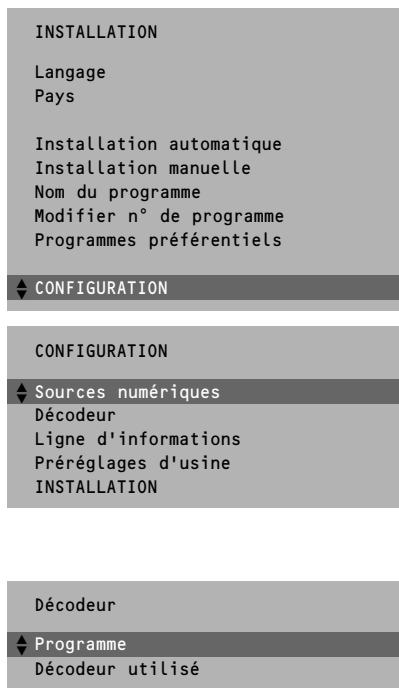 INSTALLATION
Langage
Pays
Installation automatique
Installation manuelle
Nom du programme
Modifier n° de programme
Programmes préférentiels
CONFIGURATION
CONFIGURATION
Sources numériques
Décodeur
Ligne d'informations
Préréglages d'usine
INSTALLATION
Décodeur
Programme
Décodeur utilisé